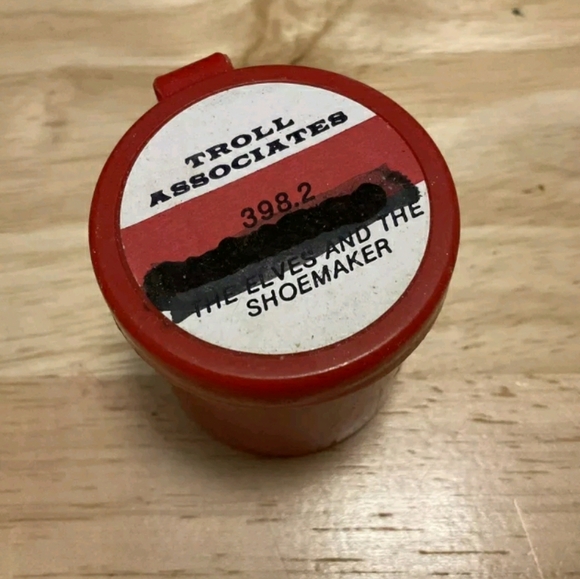 TROLL
ASSOCIATES
398.2
THE ELVES AND THE
SHOEMAKER